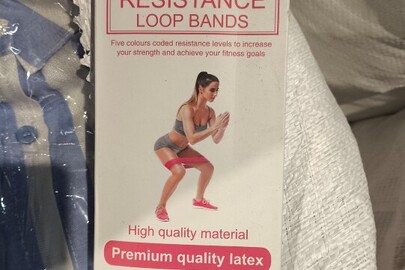 RESISTANCE
LOOP BANDS
Five colours coded resistance levels to increase
your strength and achieve your fitness goals
High quality material
Premium quality latex